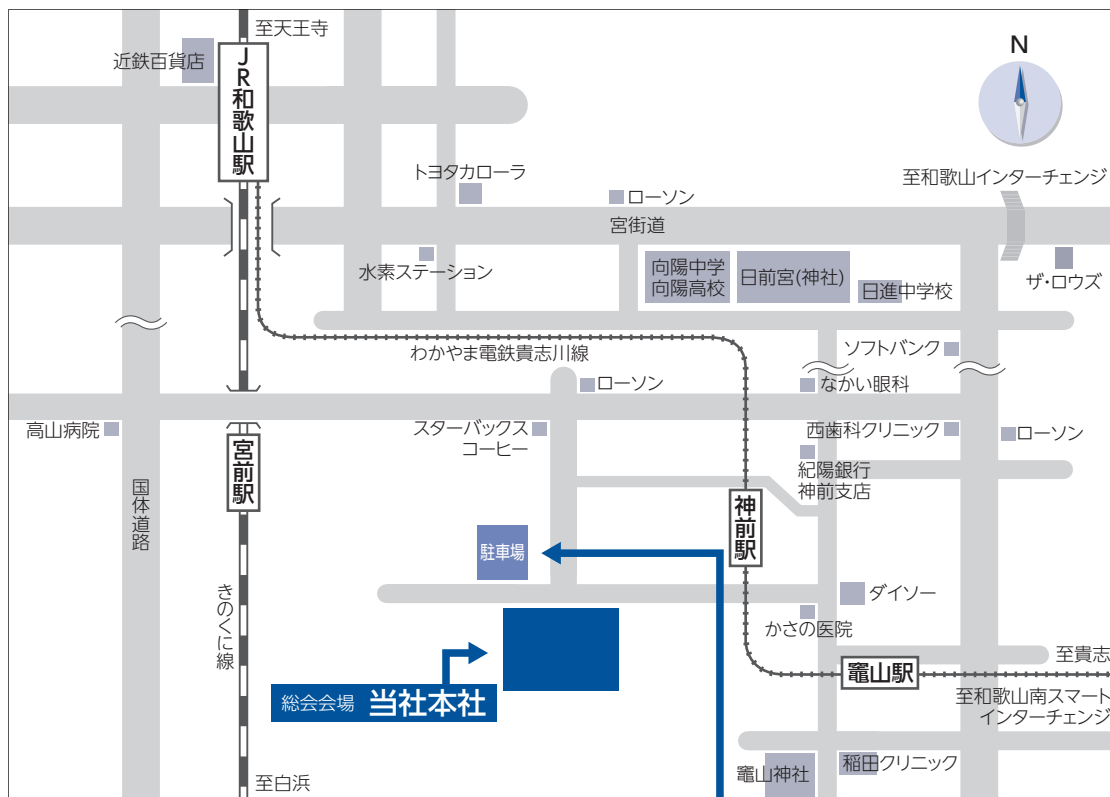 至天王寺
近鉄百貨店
JR和歌山駅
N
トヨタカローラ
ローソン
至和歌山インターチェンジ
宮街道
水素ステーション
向陽中学
向陽高校
日前宮(神社)
日進中学校
ザ・ロウズ
わかやま電鉄貴志川線
ソフトバンク
ローソン
なかい眼科
高山病院
スターバックス
コーヒー
西歯科クリニック
ローソン
宮前駅
国体道路
紀陽銀行
神前支店
神前駅
駐車場
きのくに線
ダイソー
かさの医院
至貴志
竈山駅
総会会場 当社本社
至和歌山南スマート
インターチェンジ
竈山神社
稲田クリニック
至白浜